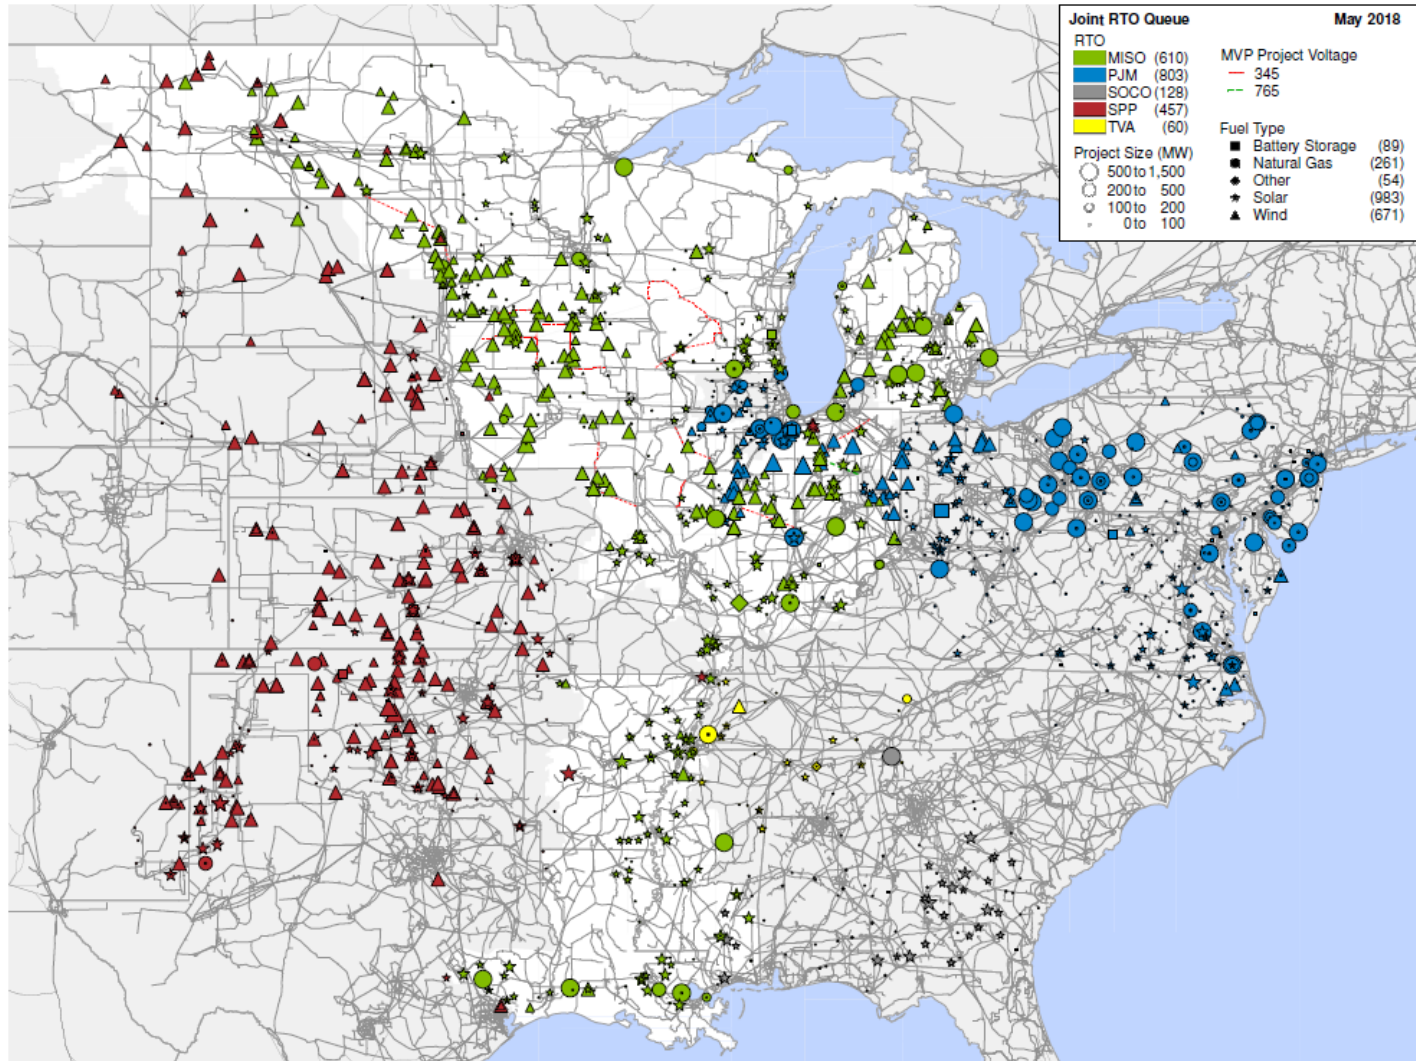 Joint RTO Queue May 2018
RTO
MISO (610)
PJM (803)
SOCO (128)
SPP (457)
TVA (60)
Project Size (MW)
500 to 1,500
200 to 500
100 to 200
0 to 100
MVP Project Voltage
345
765
Fuel Type
Battery Storage (89)
Natural Gas (261)
Other (54)
Solar (983)
Wind (671)